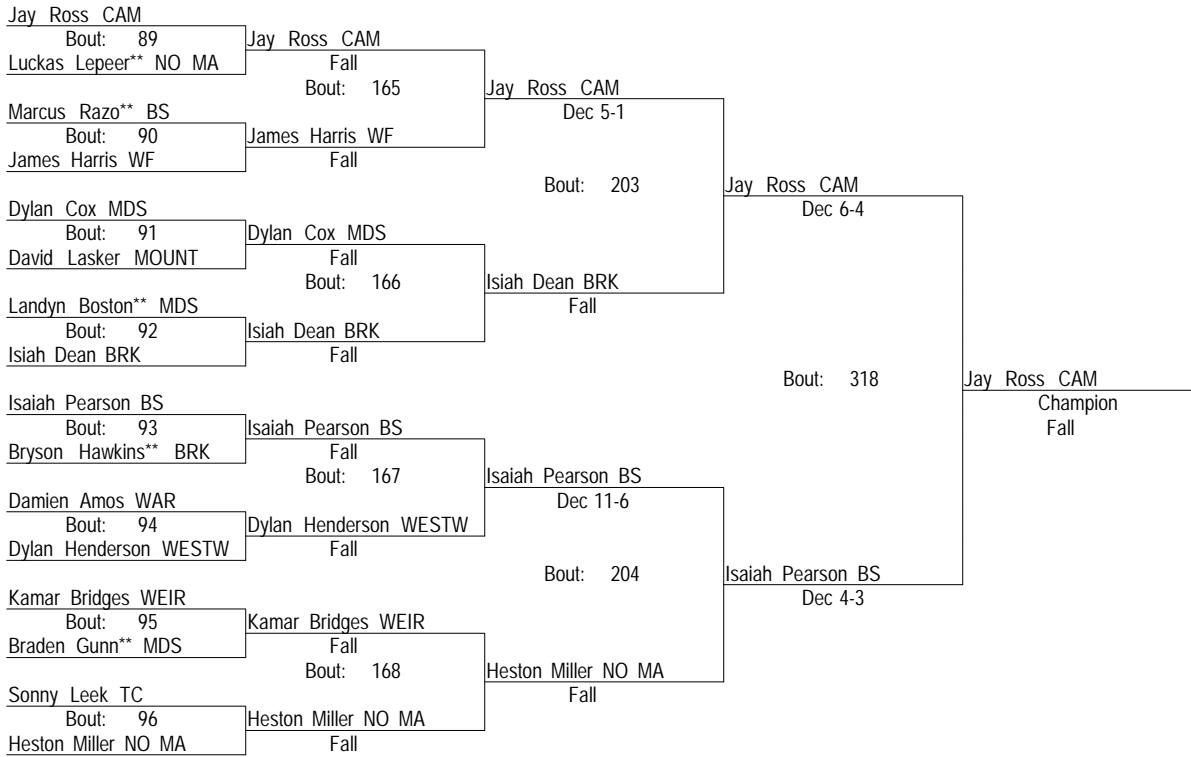 Jay Ross CAM
Bout: 89 Jay Ross CAM
Luckas Lepeer** NO MA Fall
Bout: 165 Jay Ross CAM
Marcus Razo** BS Dec 5-1
Bout: 90 James Harris WF
James Harris WF Fall
Bout: 203 Jay Ross CAM
Dylan Cox MDS Dec 6-4
Bout: 91 Dylan Cox MDS
David Lasker MOUNT Fall
Bout: 166 Isiah Dean BRK
Landyn Boston** MDS Fall
Bout: 92 Isiah Dean BRK
Isiah Dean BRK Fall
Bout: 318 Jay Ross CAM
Isaiah Pearson BS Champion
Bout: 93 Isaiah Pearson BS Fall
Bryson Hawkins** BRK Fall
Bout: 167 Isaiah Pearson BS
Damien Amos WAR Dec 11-6
Bout: 94 Dylan Henderson WESTW
Dylan Henderson WESTW Fall
Bout: 204 Isaiah Pearson BS
Kamar Bridges WEIR Dec 4-3
Bout: 95 Kamar Bridges WEIR
Braden Gunn** MDS Fall
Bout: 168 Heston Miller NO MA
Sonny Leek TC Fall
Bout: 96 Heston Miller NO MA
Heston Miller NO MA Fall